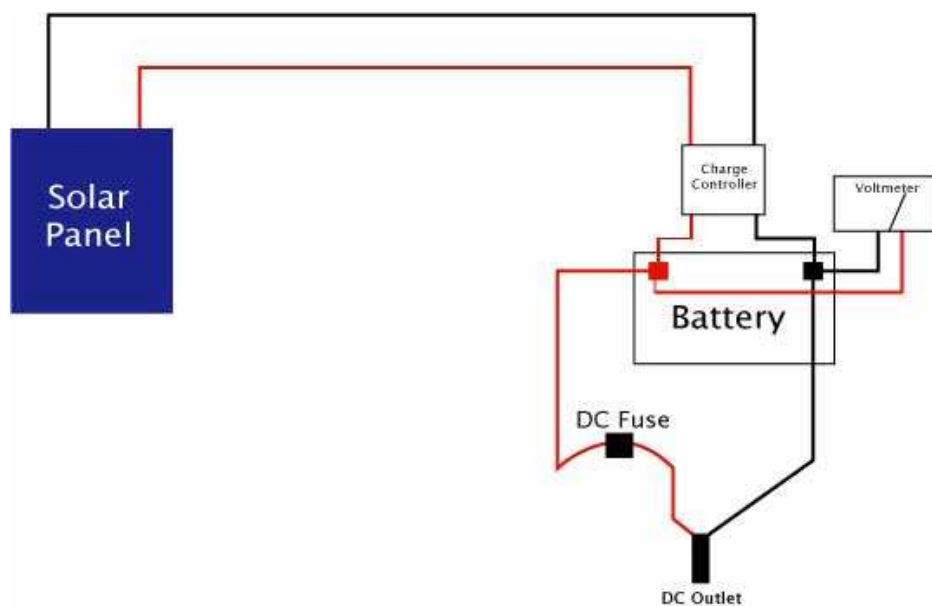 Solar
Panel
Charge
Controller
Voltmeter
Battery
DC Fuse
DC Outlet